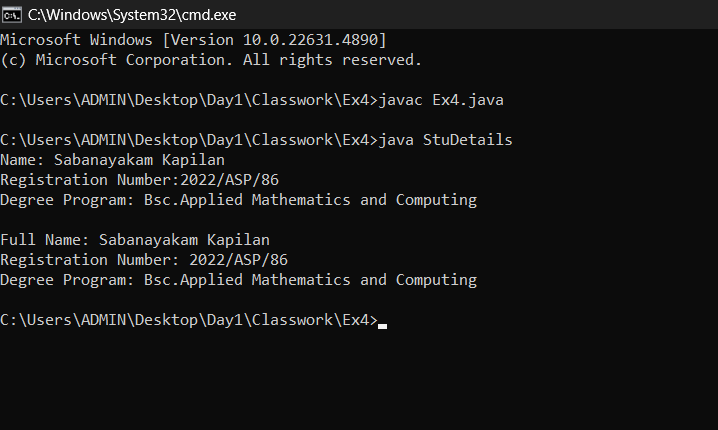 C:\Windows\System32\cmd.exe
Microsoft Windows [Version 10.0.22631.4890]
(c) Microsoft Corporation. All rights reserved.
C:\Users\ADMIN\Desktop\Day1\Classwork\Ex4>javac Ex4.java
C:\Users\ADMIN\Desktop\Day1\Classwork\Ex4>java StuDetails
Name: Sabanayakam Kapilan
Registration Number:2022/ASP/86
Degree Program: Bsc.Applied Mathematics and Computing
Full Name: Sabanayakam Kapilan
Registration Number: 2022/ASP/86
Degree Program: Bsc.Applied Mathematics and Computing
C:\Users\ADMIN\Desktop\Day1\Classwork\Ex4>